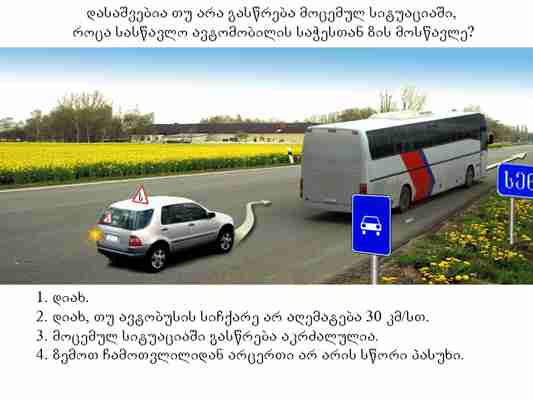 დასაშვებია თუ არა გასწრება მოცემულ სიტუაციაში,
როცა სასწავლო ავტომობილის საჭესთან ზის მოსწავლე?
სენ
1. დიახ.
2. დიახ, თუ ავტობუსის სიჩქარე არ აღემატება 30 კმ/სთ.
3. მოცემულ სიტუაციაში გასწრება აკრძალულია.
4. ზემოთ ჩამოთვლილიდან არცერთი არ არის სწორი პასუხი.